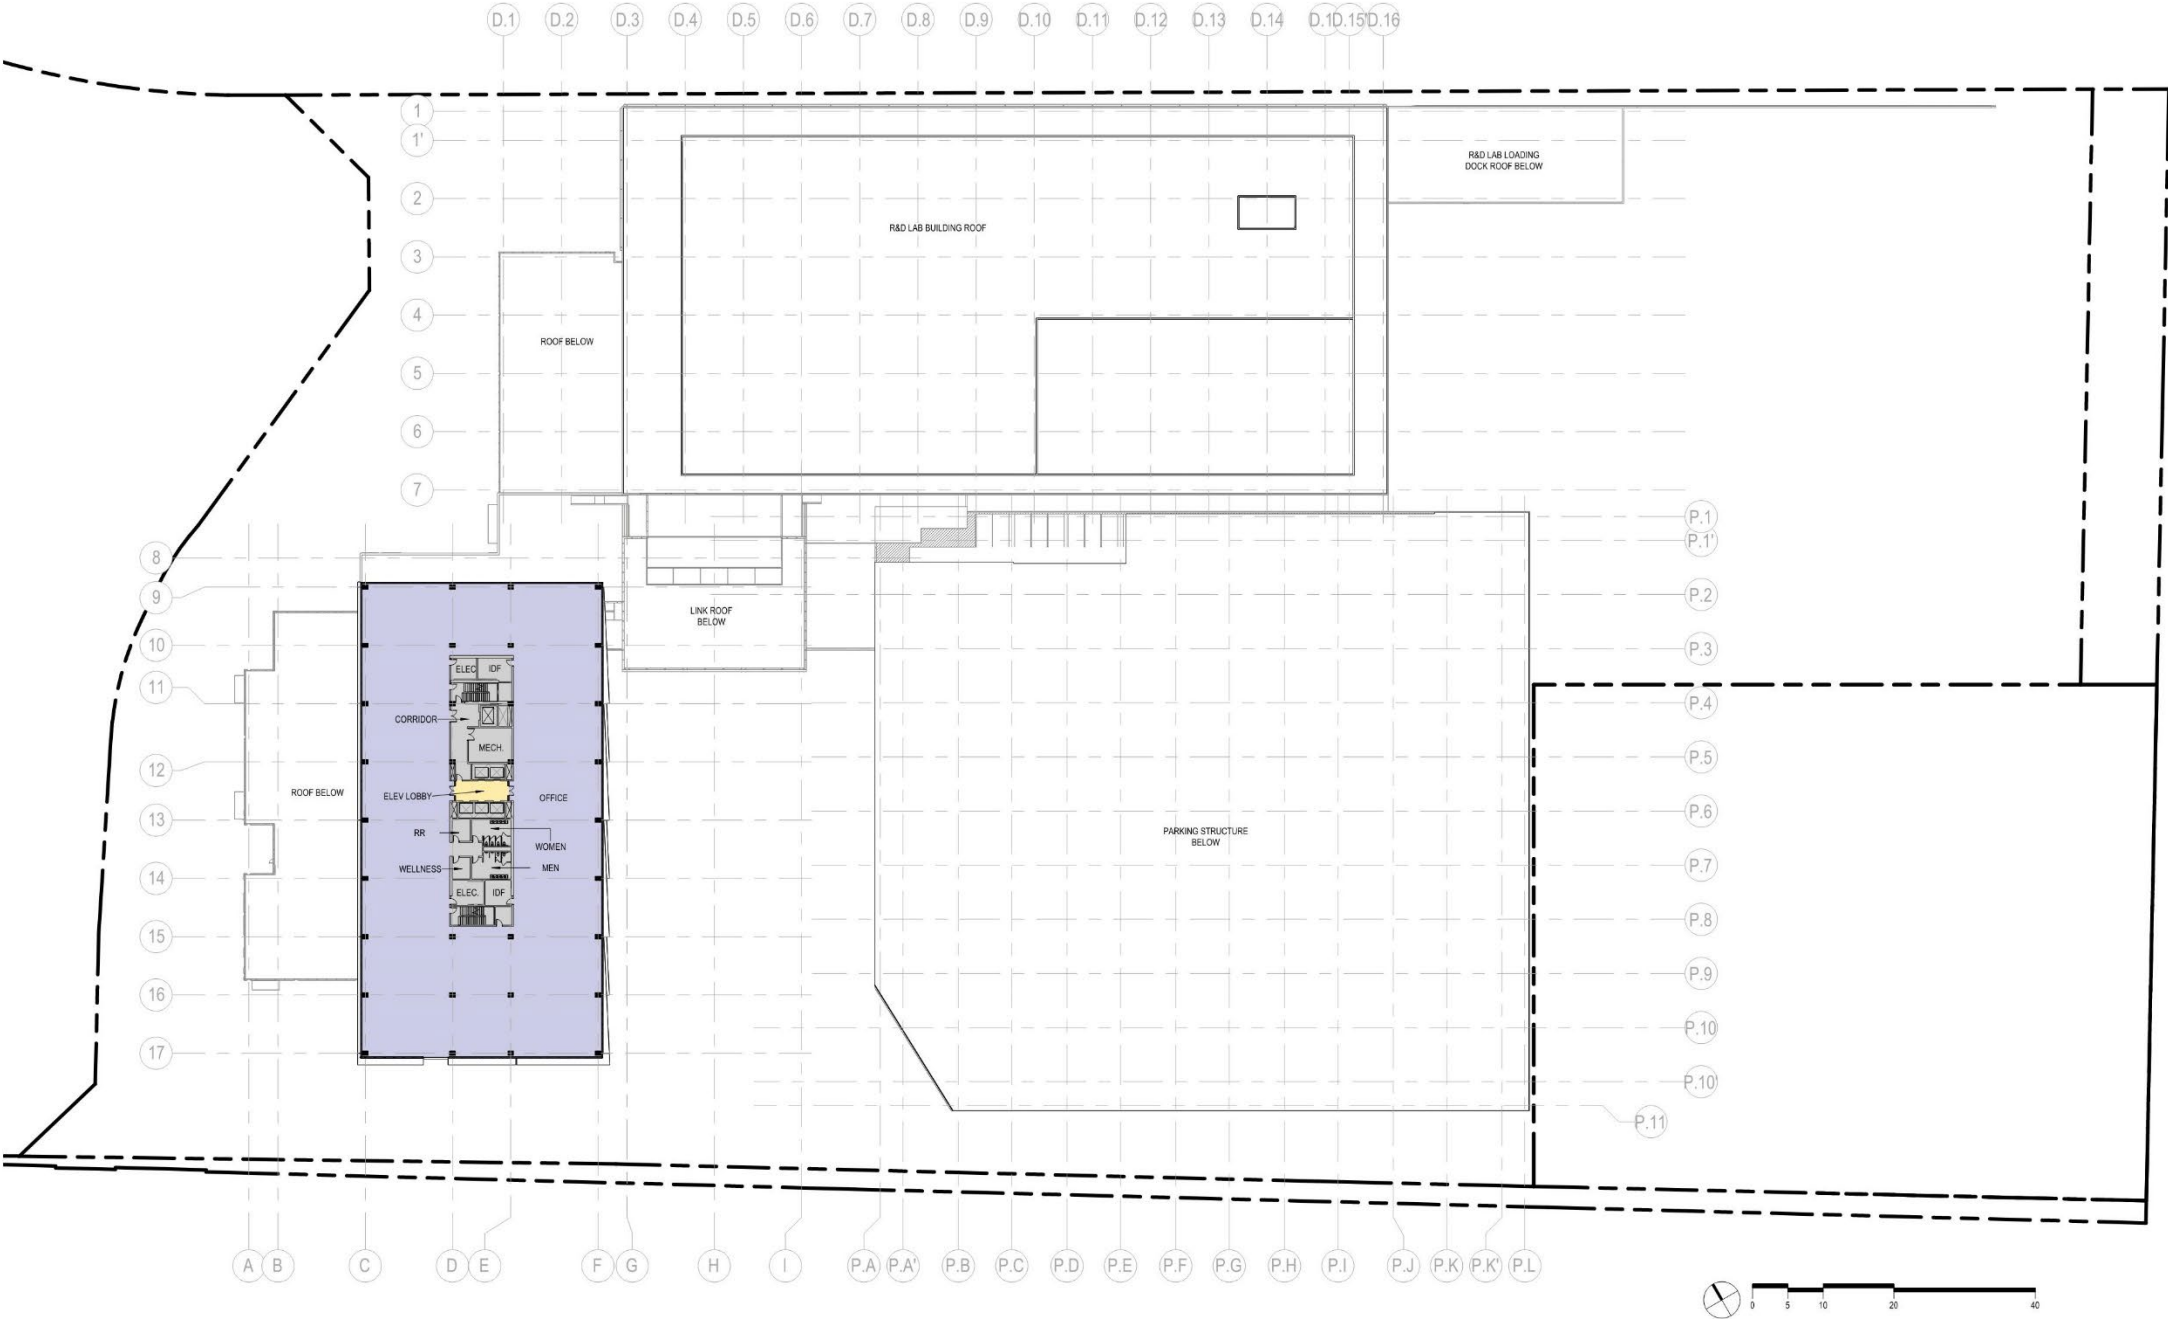 D.1 D.2 D.3 D.4 D.5 D.6 D.7 D.8 D.9 D.10 D.11 D.12 D.13 D.14 D.1 D.15' D.16
1
1'
2
3
4
5
6
7
R&D LAB LOADING
DOCK ROOF BELOW
R&D LAB BUILDING ROOF
ROOF BELOW
8
9
10
11
12
13
14
15
16
17
LINK ROOF
BELOW
ELEC IDF
CORRIDOR
MECH.
ELEV LOBBY
OFFICE
RR
WOMEN
WELLNESS
MEN
ELEC. IDF
ROOF BELOW
PARKING STRUCTURE
BELOW
P.1
P.1'
P.2
P.3
P.4
P.5
P.6
P.7
P.8
P.9
P.10
P.10'
P.11
A B C D E F G H I P.A P.A' P.B P.C P.D P.E P.F P.G P.H P.I P.J P.K P.K' P.L
0 5 10 20 40